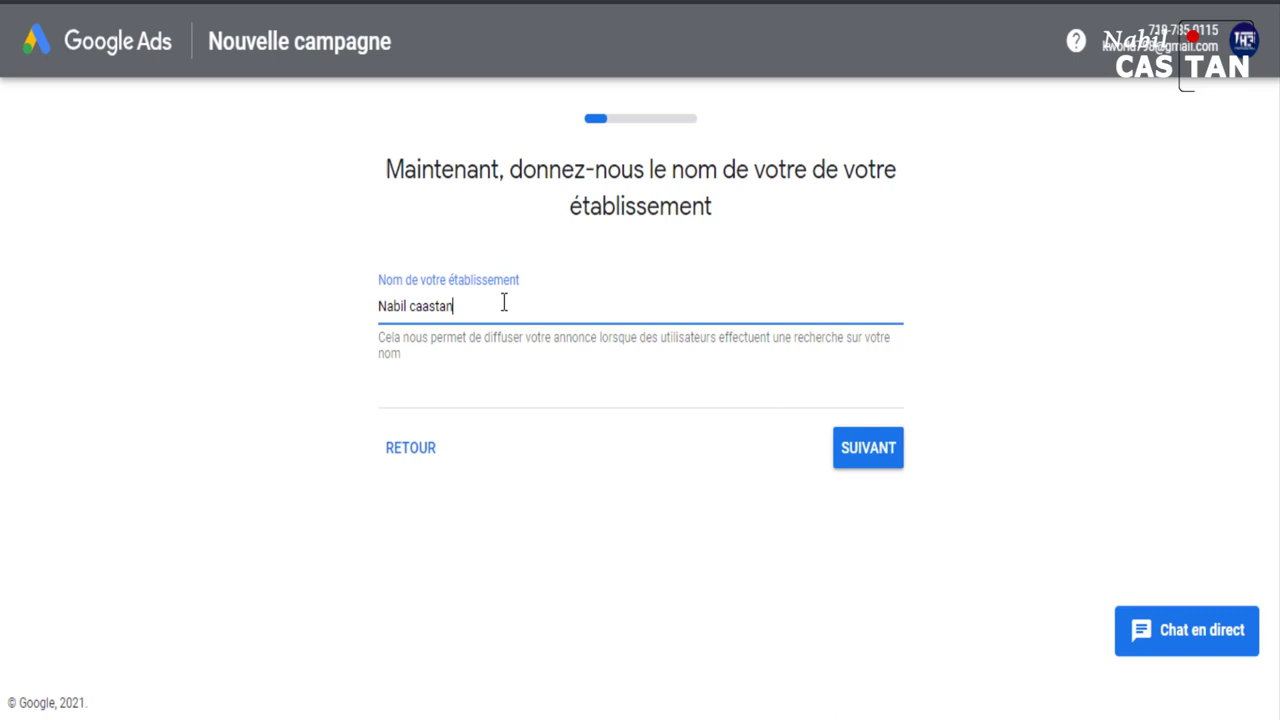 Google Ads
Nouvelle campagne
Nabil
CASTAN
Maintenant, donnez-nous le nom de votre de votre
établissement
Nom de votre établissement
Nabil caastan
Cela nous permet de diffuser votre annonce lorsque des utilisateurs effectuent une recherche sur votre
nom
RETOUR
SUIVANT
Chat en direct
© Google, 2021.